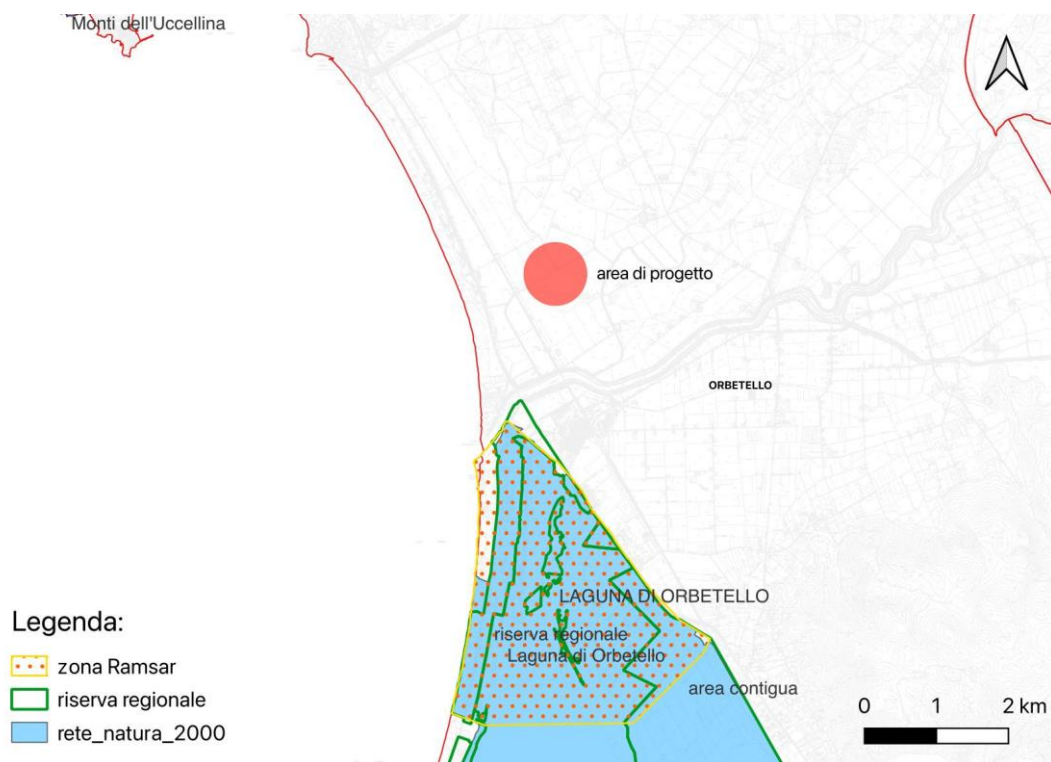 Monti dell'Uccellina
area di progetto
ORBETELLO
LAGUNA DI ORBETELLO
riserva regionale
Laguna di Orbetello
area contigua
Legenda:
zona Ramsar
riserva regionale
rete_natura_2000
0 1 2 km